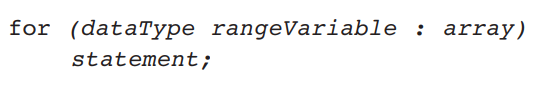 for (dataType rangeVariable : array)
statement;